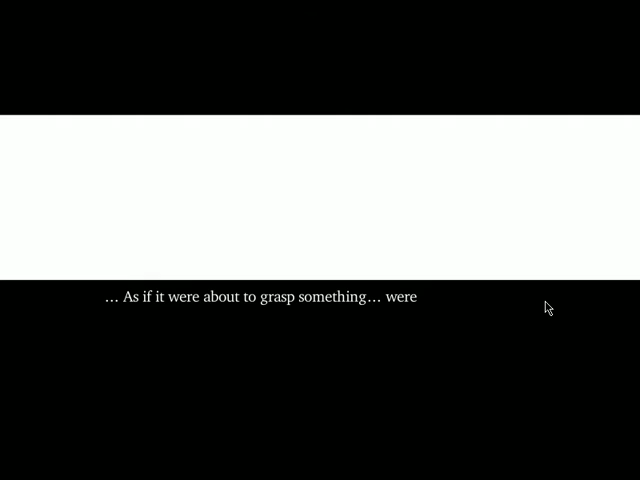 … As if it were about to grasp something… were